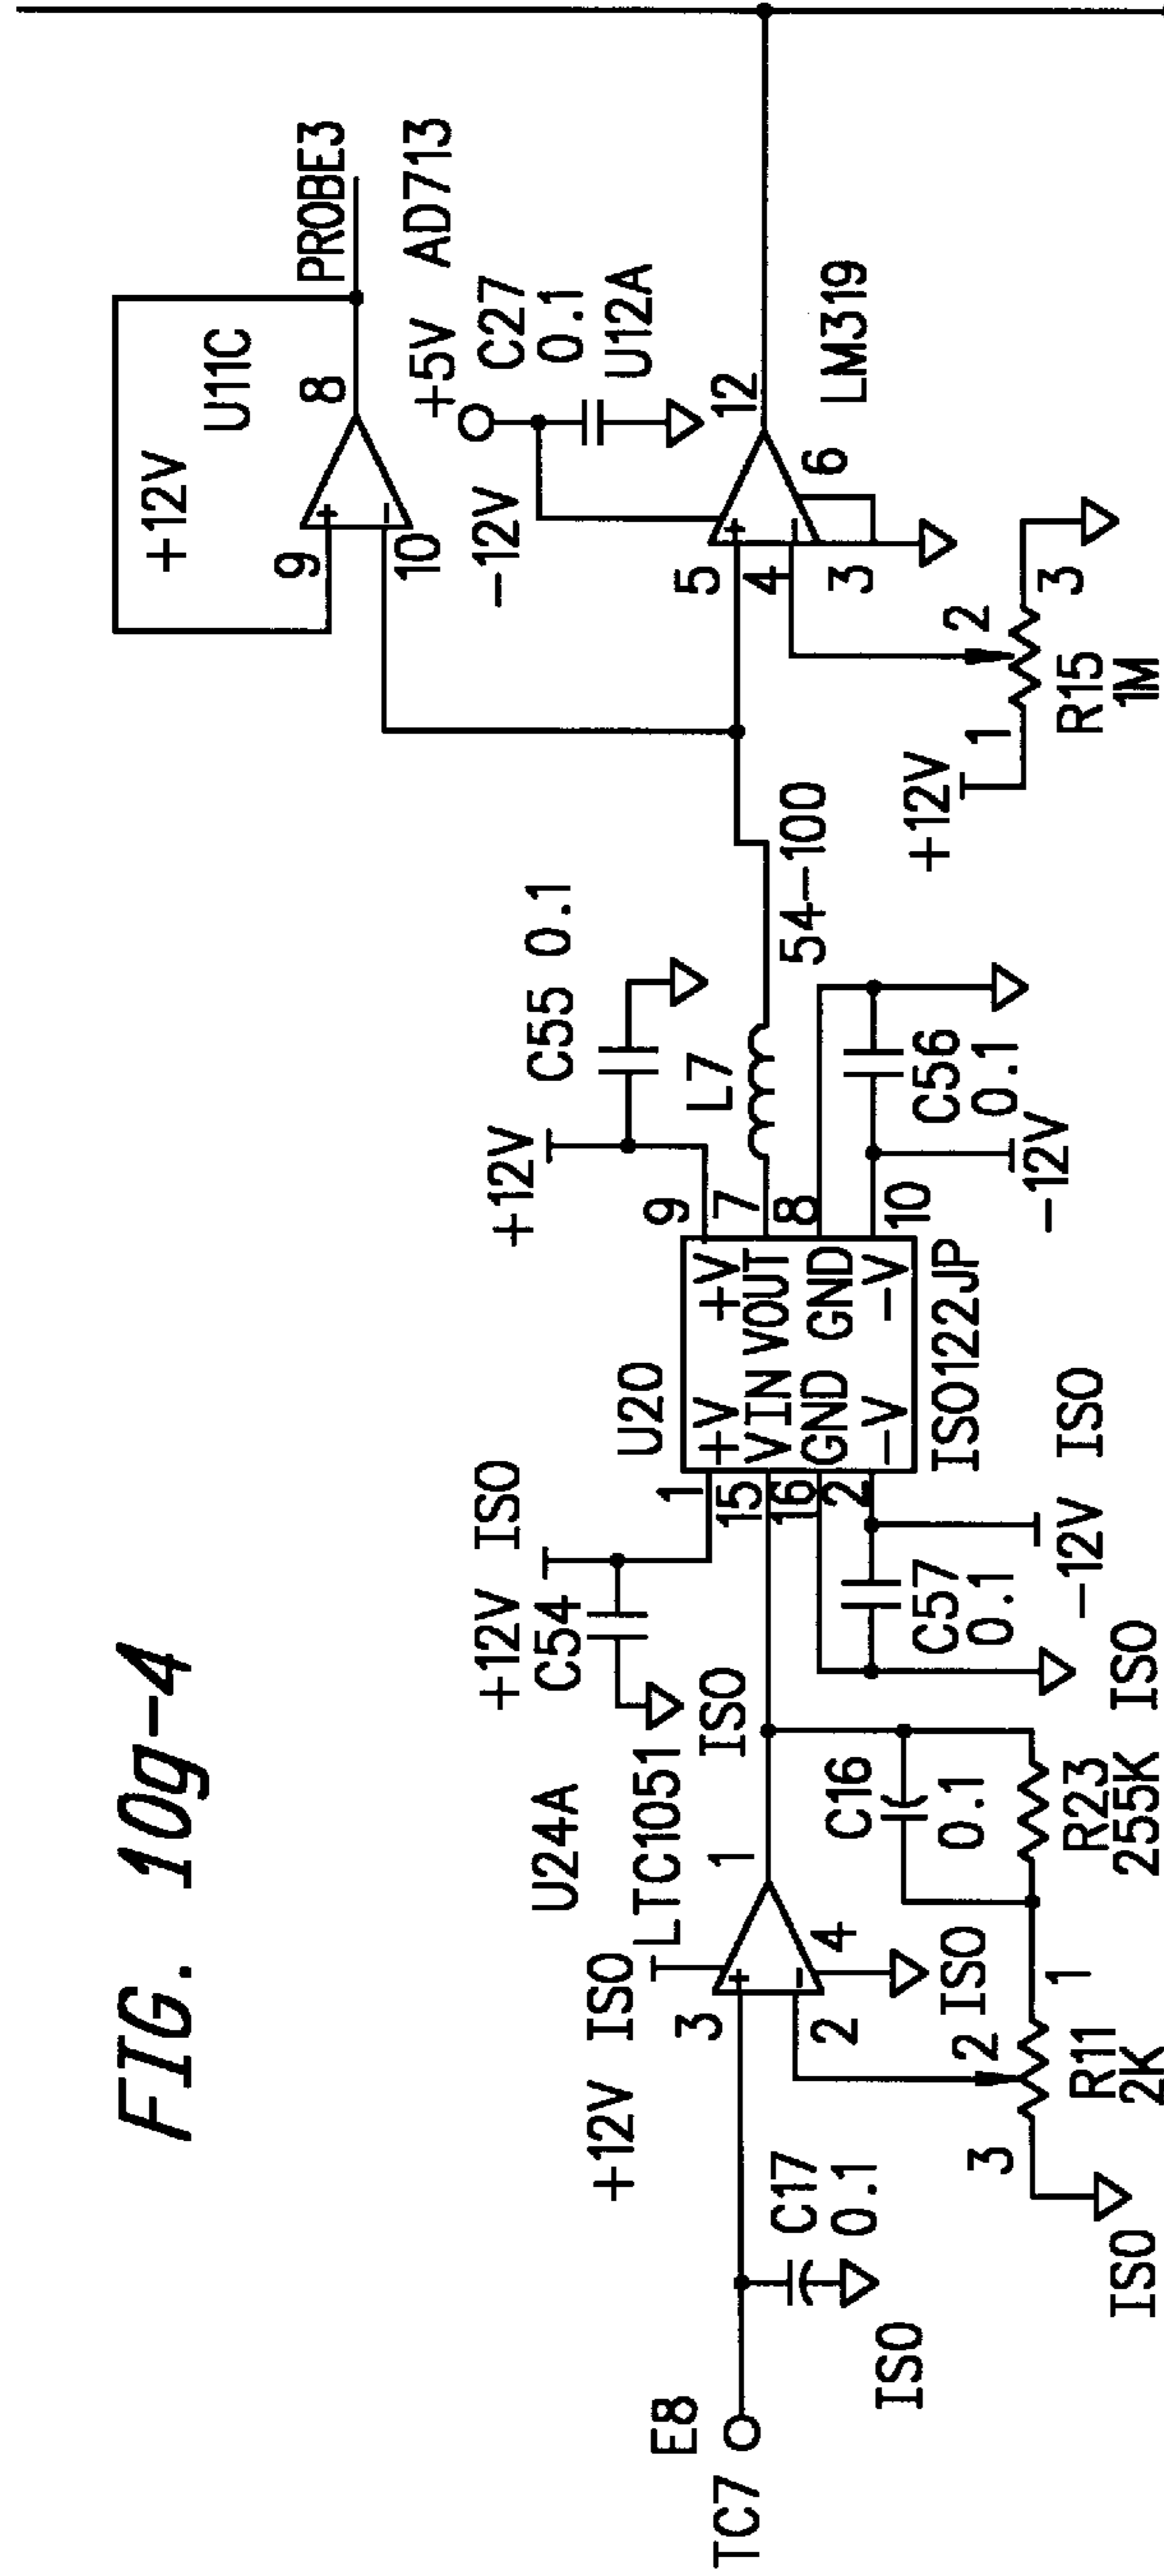 FIG. 10g-4
TC7
E8
ISO
C17
0.1
+12V ISO
3
2
U24A
LTC1051
1
4
ISO
ISO
3
2
1
R11
2K
C16
0.1
R23
255K
ISO
+12V ISO
C54
ISO
C57
0.1
-12V ISO
U20
1
15
16
2
+V
VIN
GND
-V
+V
VOUT
GND
-V
ISO122JP
9
7
8
10
+12V
C55 0.1
L7
54-100
C56
0.1
-12V
+12V
U11C
9
10
8
PROBE3
AD713
-12V
+5V
C27
0.1
U12A
5
4
3
12
6
LM319
+12V
1
2
3
R15
1M